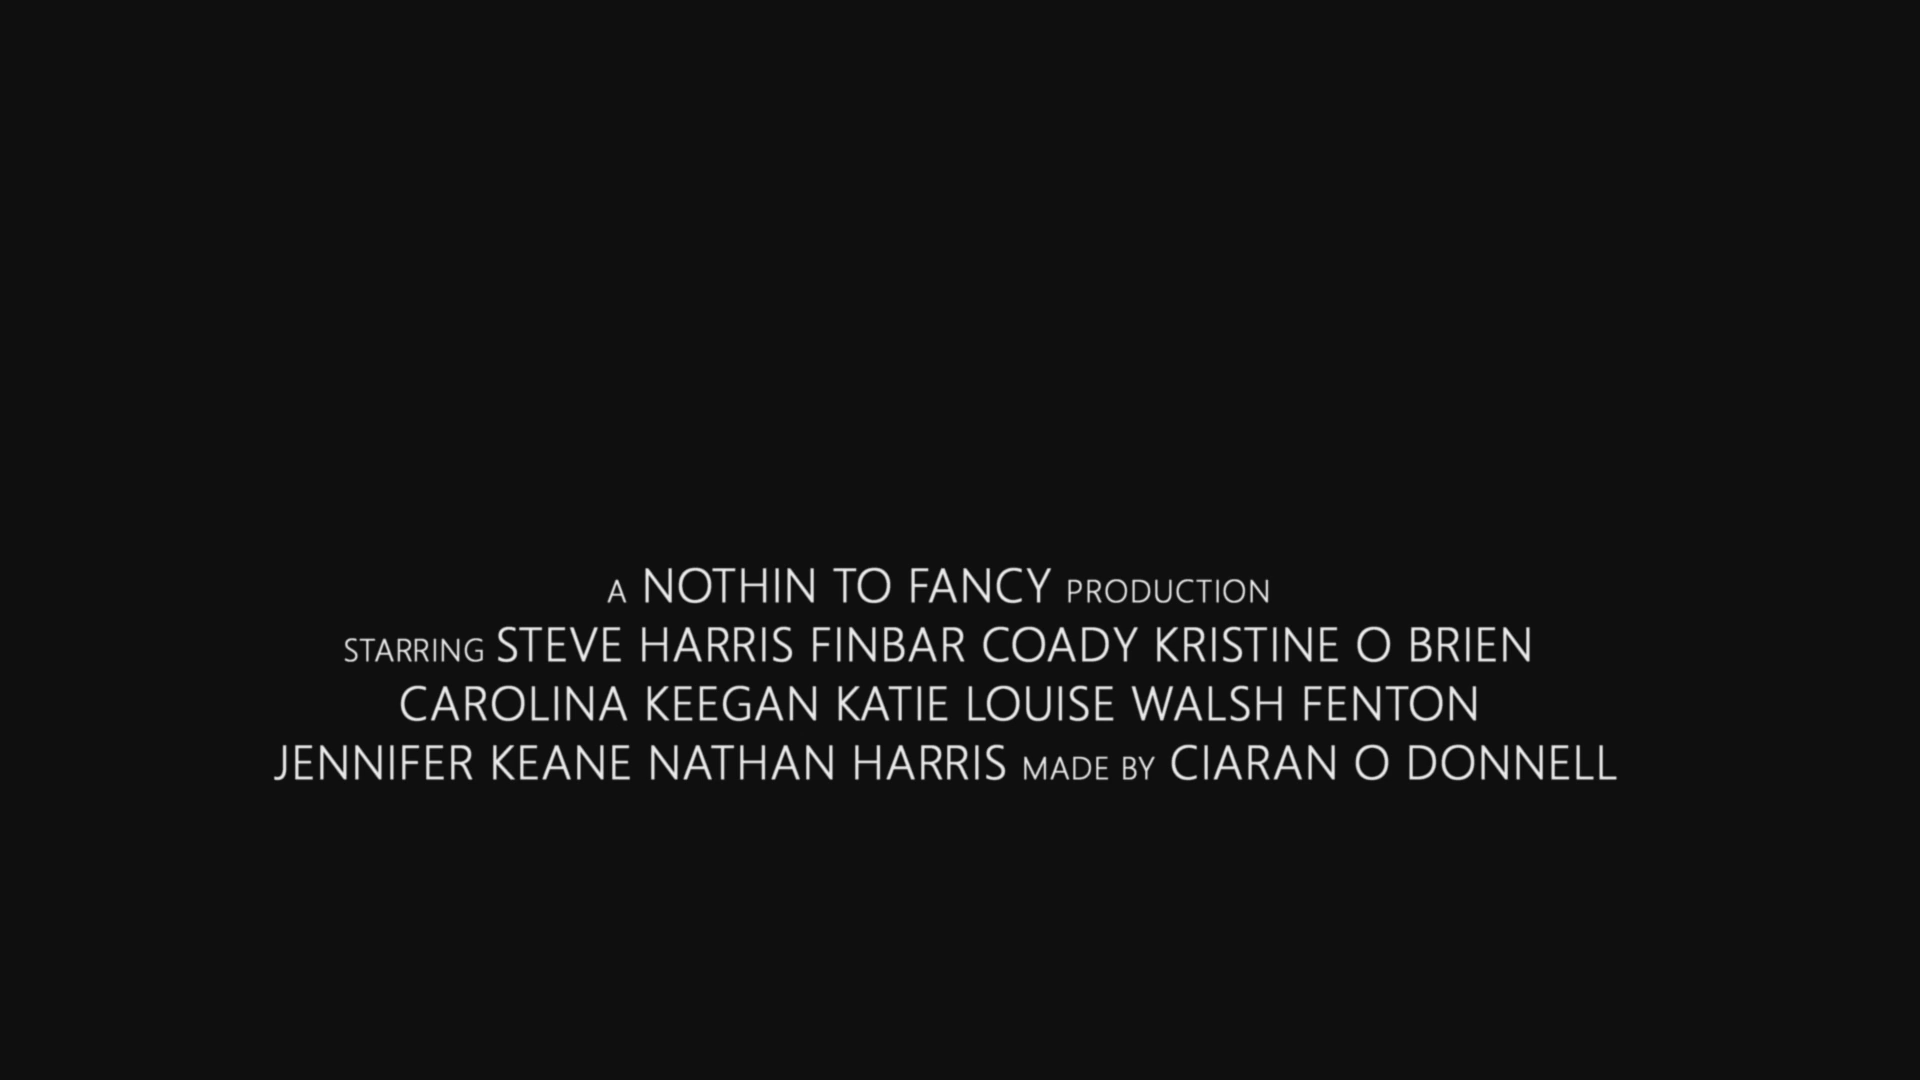 A NOTHIN TO FANCY PRODUCTION
STARRING STEVE HARRIS FINBAR COADY KRISTINE O BRIEN
CAROLINA KEEGAN KATIE LOUISE WALSH FENTON
JENNIFER KEANE NATHAN HARRIS MADE BY CIARAN O DONNELL